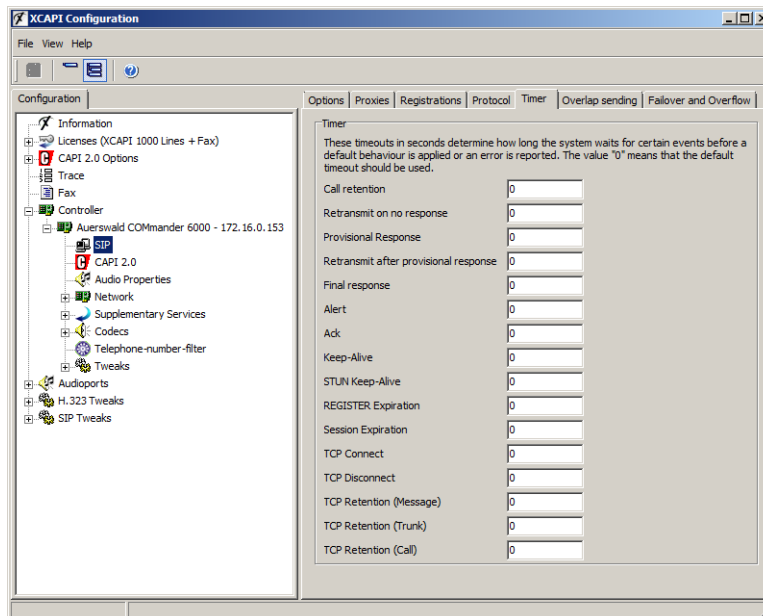 XCAPI Configuration
File View Help
Configuration
Information
Licenses (XCAPI 1000 Lines + Fax)
CAPI 2.0 Options
Trace
Fax
Controller
Auerswald COMmander 6000 - 172.16.0.153
SIP
CAPI 2.0
Audio Properties
Network
Supplementary Services
Codecs
Telephone-number-filter
Tweaks
Audioports
H.323 Tweaks
SIP Tweaks
Options Proxies Registrations Protocol Timer Overlap sending Failover and Overflow
Timer
These timeouts in seconds determine how long the system waits for certain events before a
default behaviour is applied or an error is reported. The value "0" means that the default
timeout should be used.
Call retention 0
Retransmit on no response 0
Provisional Response 0
Retransmit after provisional response 0
Final response 0
Alert 0
Ack 0
Keep-Alive 0
STUN Keep-Alive 0
REGISTER Expiration 0
Session Expiration 0
TCP Connect 0
TCP Disconnect 0
TCP Retention (Message) 0
TCP Retention (Trunk) 0
TCP Retention (Call) 0